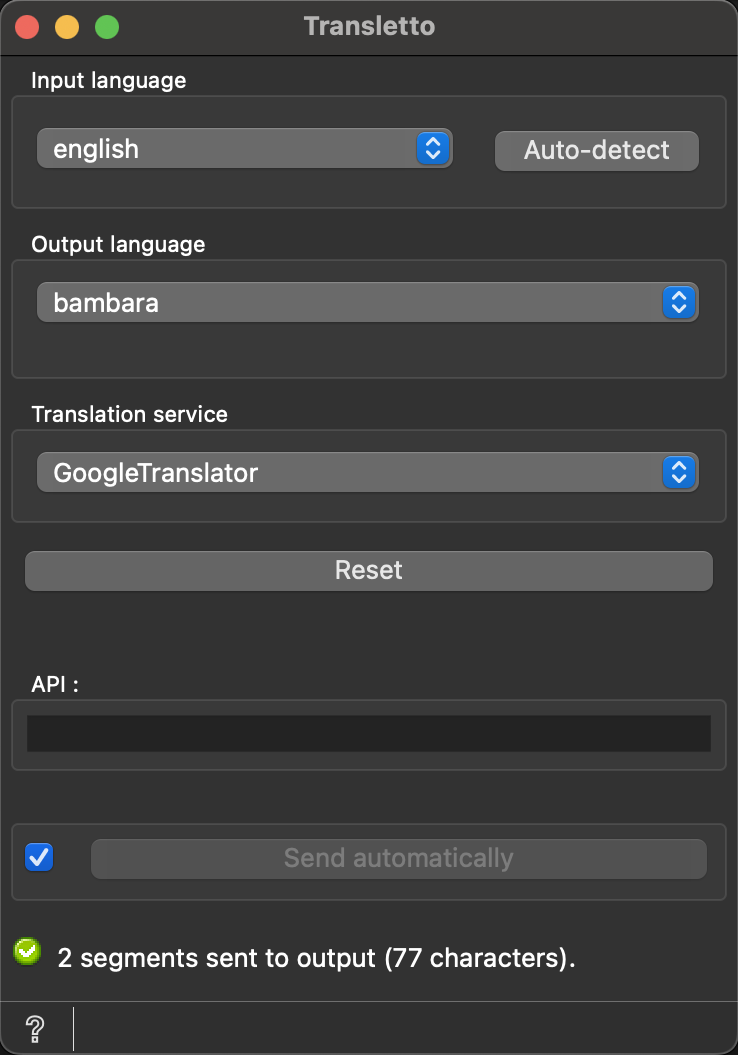 Transletto
Input language
english
Auto-detect
Output language
bambara
Translation service
GoogleTranslator
Reset
API :
Send automatically
2 segments sent to output (77 characters).
?